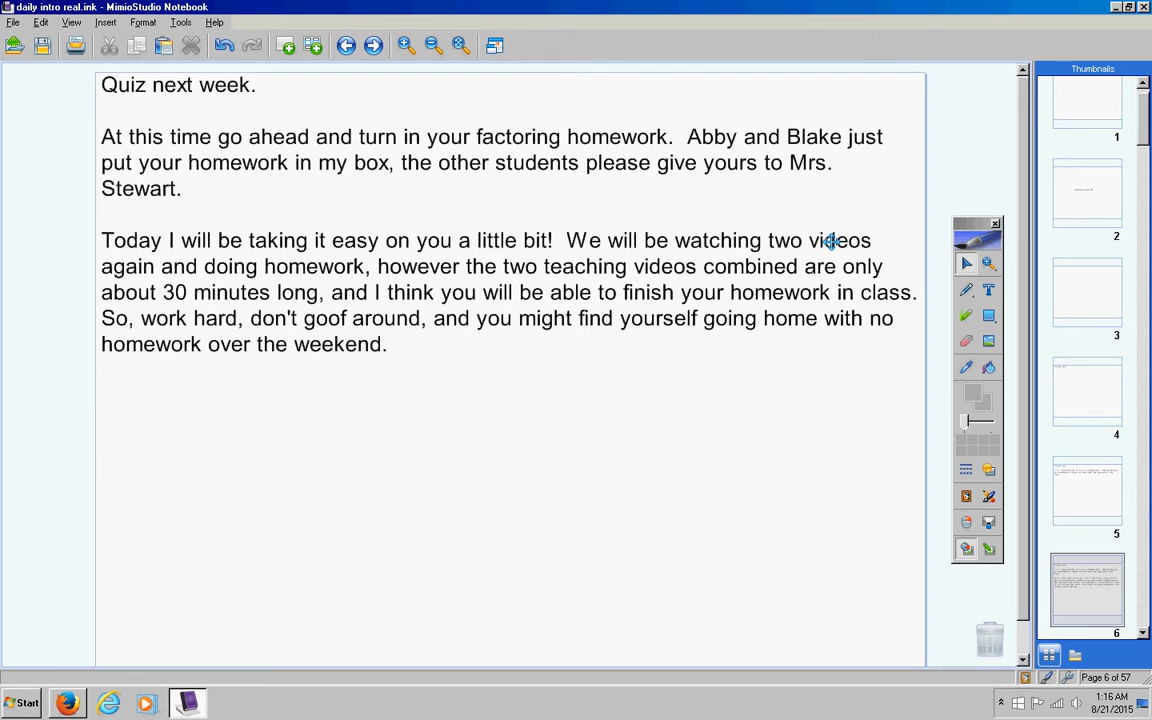 daily intro real.ink - MimioStudio Notebook
File Edit View Insert Format Tools Help
Quiz next week.
At this time go ahead and turn in your factoring homework. Abby and Blake just
put your homework in my box, the other students please give yours to Mrs.
Stewart.
Today I will be taking it easy on you a little bit! We will be watching two videos
again and doing homework, however the two teaching videos combined are only
about 30 minutes long, and I think you will be able to finish your homework in class.
So, work hard, don't goof around, and you might find yourself going home with no
homework over the weekend.
Thumbnails
1
2
3
4
5
6
Page 6 of 57
Start
1:16 AM
8/21/2015